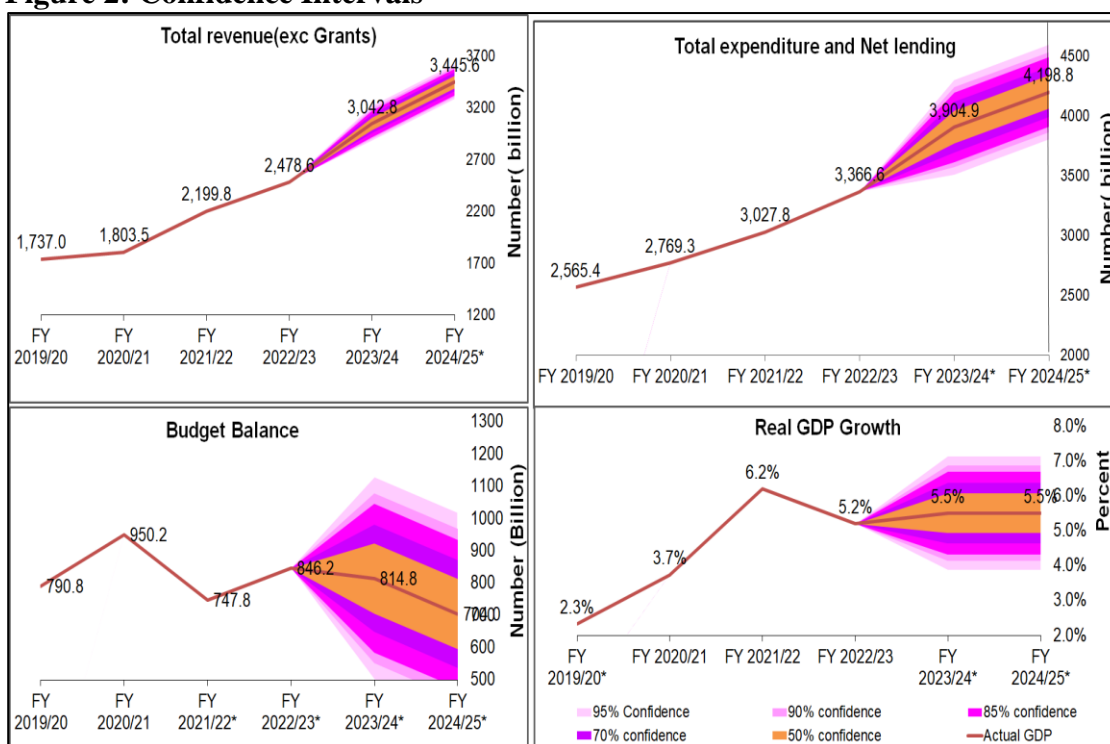 Figure 2: Confidence Intervals
Total revenue(exc Grants)
3700
3200
2700
2200
1700
1200
Number( billion)
1,737.0
1,803.5
2,199.8
2,478.6
3,042.8
3,445.6
FY 2019/20
FY 2020/21
FY 2021/22
FY 2022/23
FY 2023/24
FY 2024/25*
Total expenditure and Net lending
4500
4000
3500
3000
2500
2000
Number( billion)
2,565.4
2,769.3
3,027.8
3,366.6
3,904.9
4,198.8
FY 2019/20
FY 2020/21
FY 2021/22
FY 2022/23
FY 2023/24*
FY 2024/25*
Budget Balance
1300
1200
1100
1000
900
800
700
600
500
Number (Billion)
790.8
950.2
747.8
846.2
814.8
704.0
FY 2019/20
FY 2020/21
FY 2021/22*
FY 2022/23*
FY 2023/24*
FY 2024/25*
Real GDP Growth
8.0%
7.0%
6.0%
5.0%
4.0%
3.0%
2.0%
Percent
2.3%
3.7%
6.2%
5.2%
5.5%
5.5%
FY 2019/20*
FY 2020/21
FY 2021/22
FY 2022/23
FY 2023/24*
FY 2024/25*
95% Confidence
90% confidence
85% confidence
70% confidence
50% confidence
Actual GDP